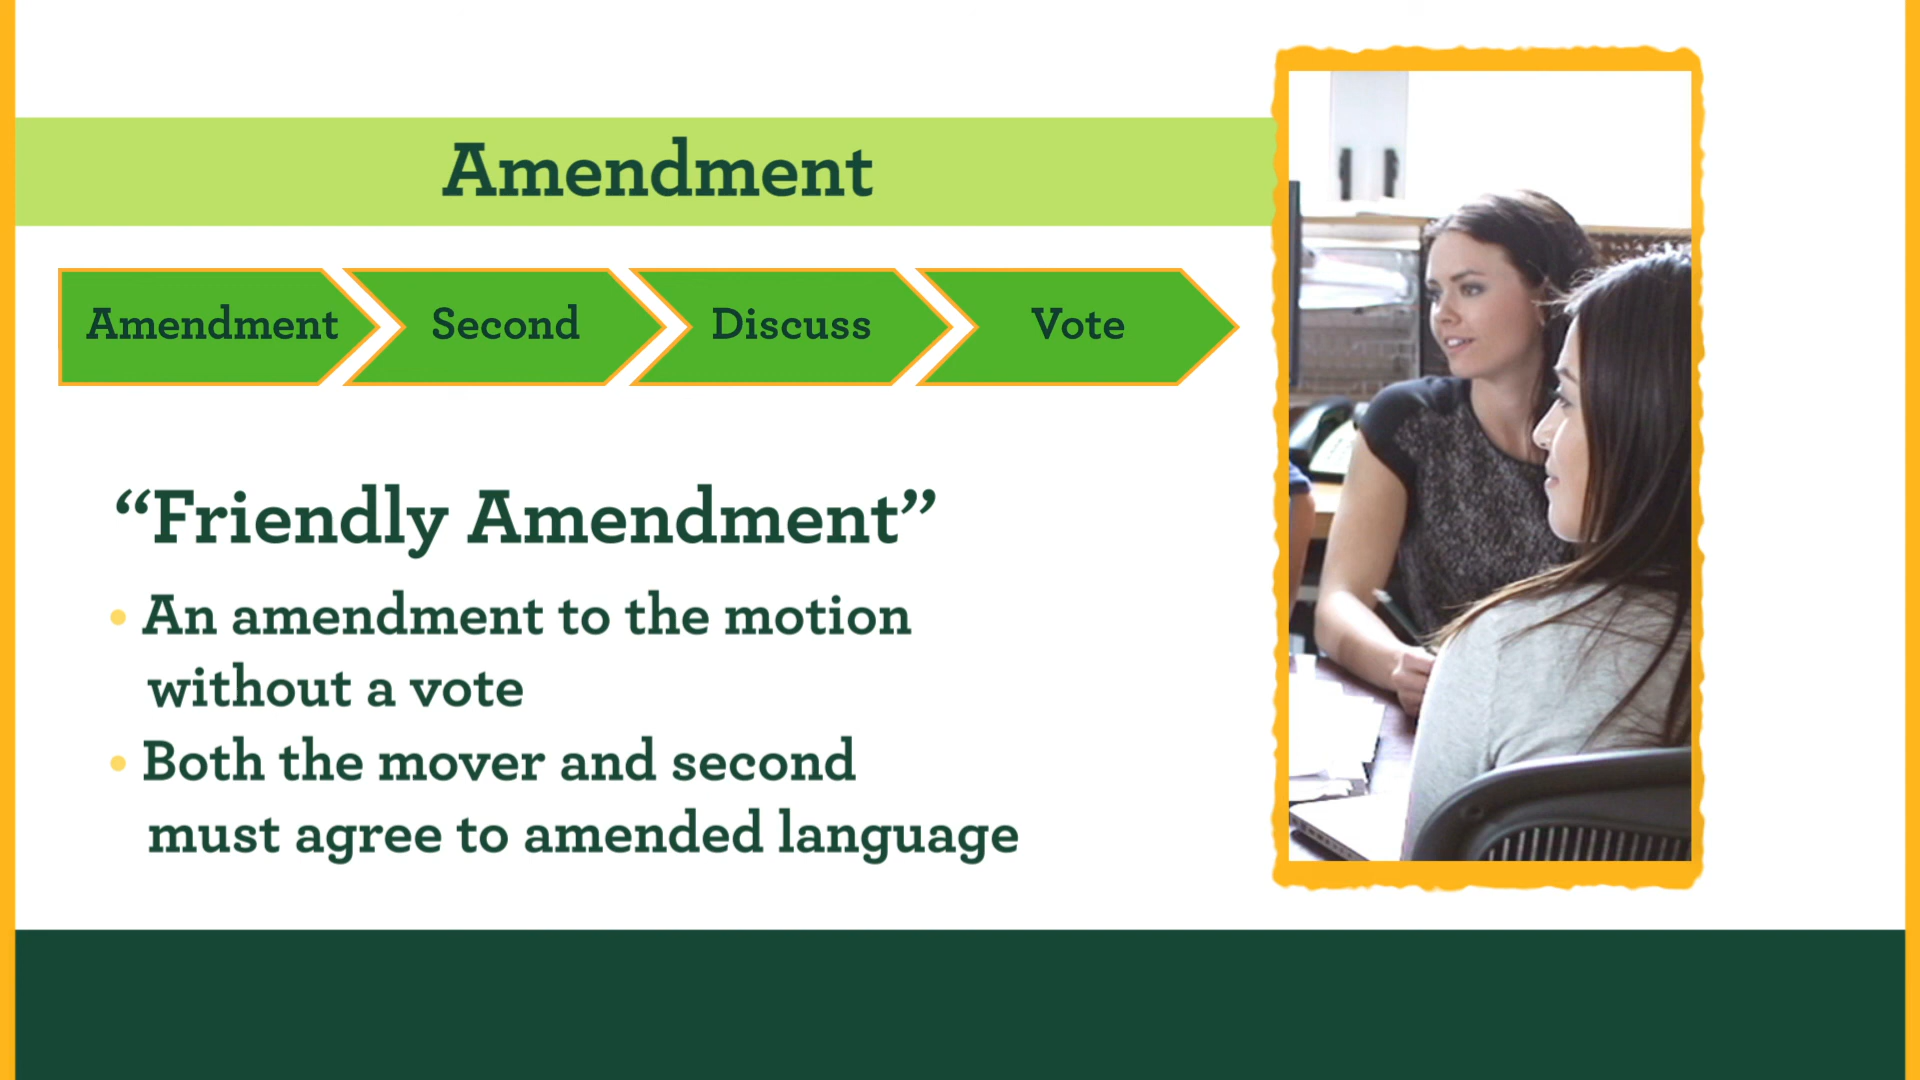 Amendment
Amendment Second Discuss Vote
“Friendly Amendment”
• An amendment to the motion
without a vote
• Both the mover and second
must agree to amended language